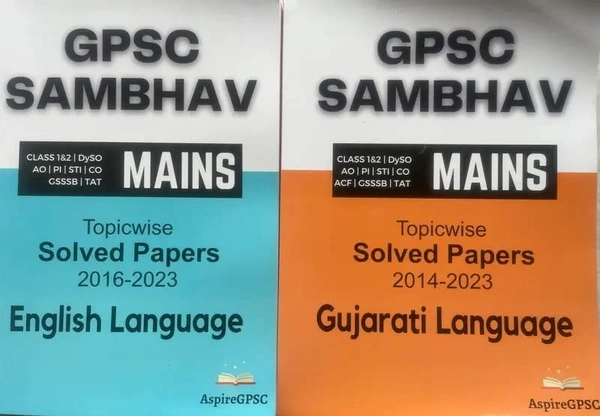 GPSC
SAMBHAV
CLASS 1&2 | DySO
AO | PI | STI | CO
GSSSB | TAT
MAINS
Topicwise
Solved Papers
2016-2023
English Language
AspireGPSC
GPSC
SAMBHAV
CLASS 1&2 | DySO
AO | PI | STI | CO
ACF | GSSSB | TAT
MAINS
Topicwise
Solved Papers
2014-2023
Gujarati Language
AspireGPSC